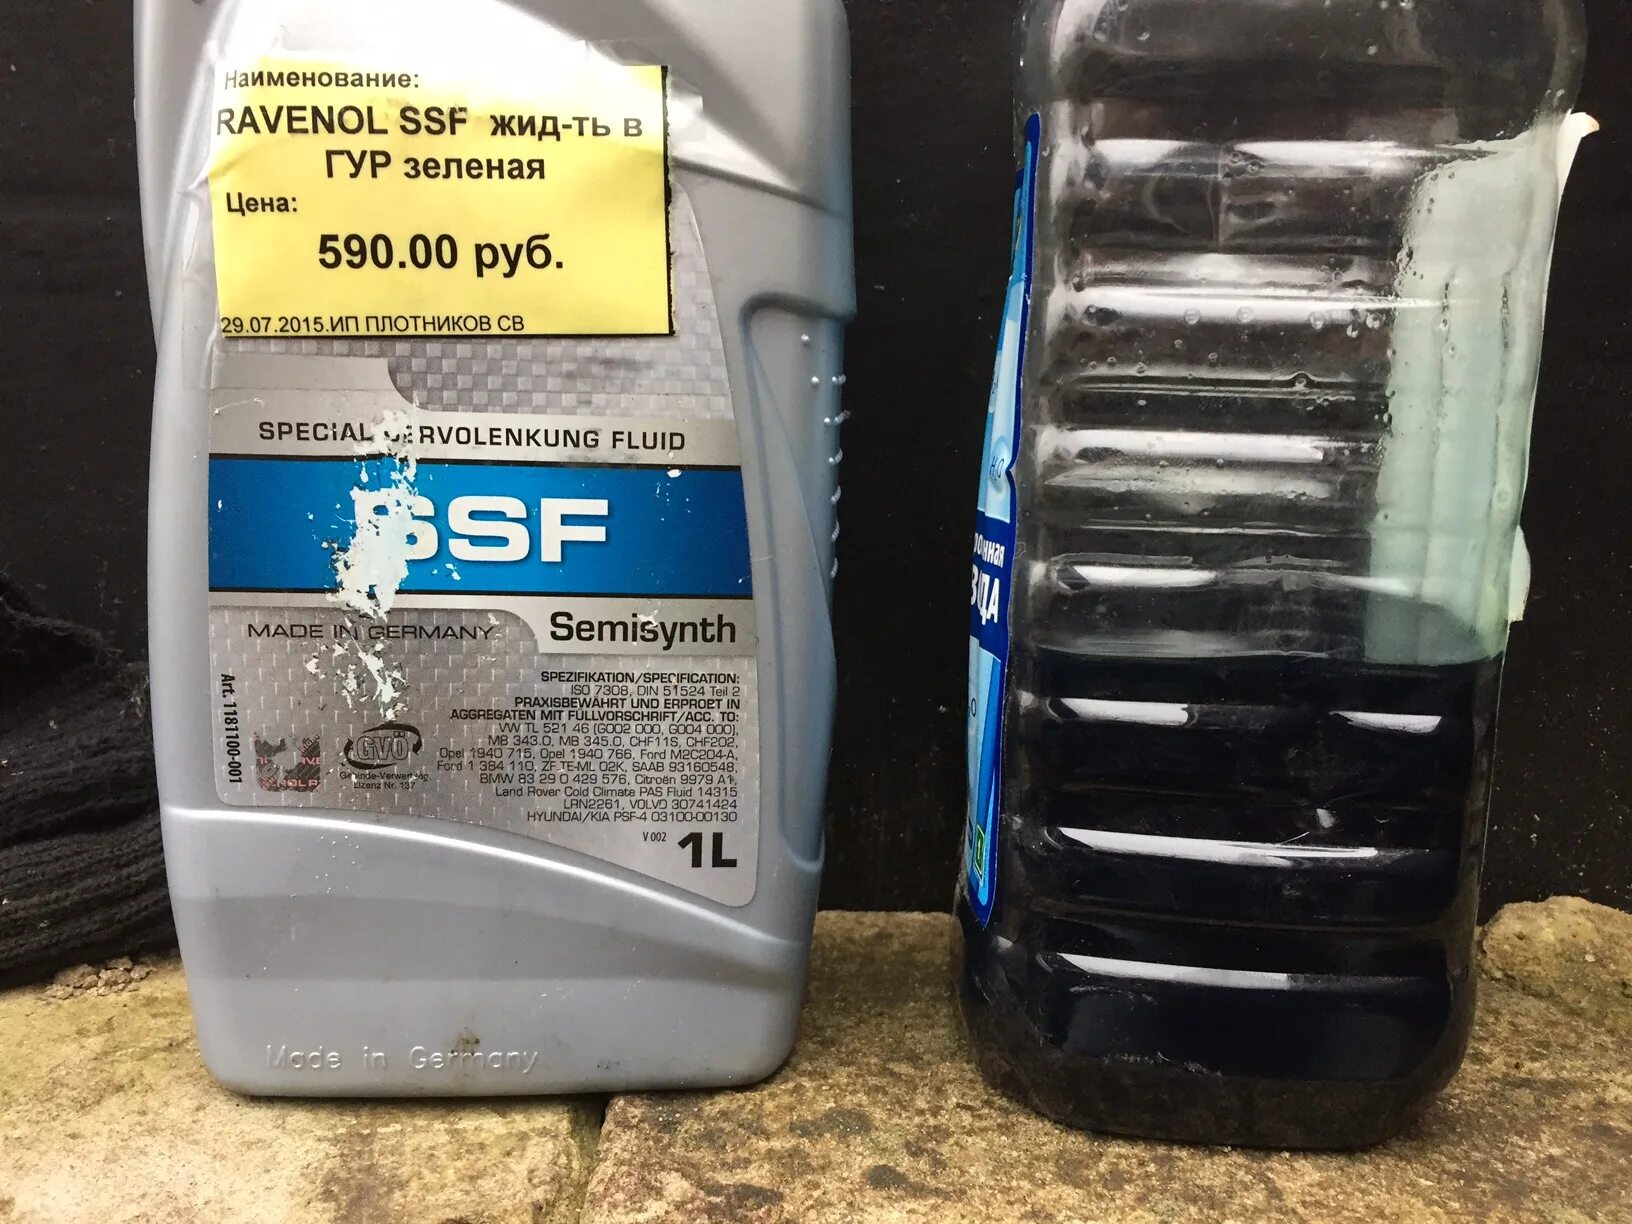 Наименование:
RAVENOL SSF жид-ть в
ГУР зеленая
Цена:
590.00 руб.
29.07.2015.ИП ПЛОТНИКОВ СВ
SPECIAL SERVOLENKUNG FLUID
SSF
MADE IN GERMANY
Semisynth
SPEZIFIKATION/SPECIFICATION:
ISO 7308, DIN 51524 Teil 2
PRAXISBEWÄHRT UND ERPROBT IN
AGGREGATEN MIT FÜLLVORSCHRIFT/ACC. TO:
VW TL 521 46 (G002 000, G004 000),
MB 343.0, MB 345.0, CHF11S, CHF202,
Opel 1940 715, Opel 1940 766, Ford M2C204-A,
Ford 1 384 110, ZF TE-ML 02K, SAAB 93160548,
BMW 83 29 0 429 576, Citroën 9979 A1,
Land Rover Cold Climate PAS Fluid 14315
LRN2261, VOLVO 30741424
HYUNDAI/KIA PSF-4 03100-00130
V 002
1L
Art. 1181100-001
GVÖ
Lizenz Nr. 137
Made in Germany
H₂O
ВОДА